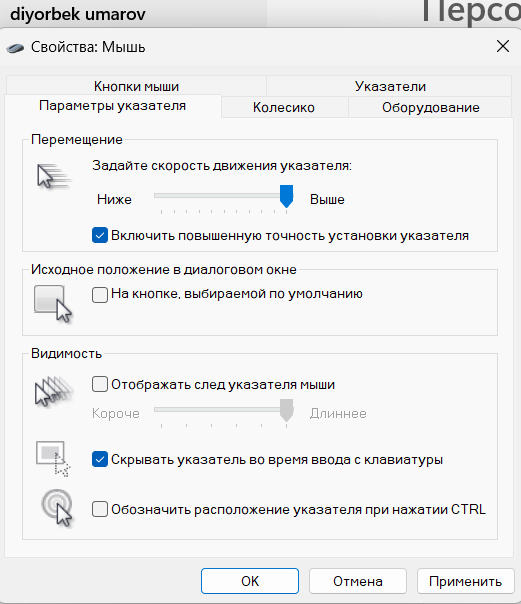 diyorbek umarov
Персо
Свойства: Мышь
Кнопки мыши
Указатели
Параметры указателя
Колесико
Оборудование
Перемещение
Задайте скорость движения указателя:
Ниже
Выше
Включить повышенную точность установки указателя
Исходное положение в диалоговом окне
На кнопке, выбираемой по умолчанию
Видимость
Отображать след указателя мыши
Короче
Длиннее
Скрывать указатель во время ввода с клавиатуры
Обозначить расположение указателя при нажатии CTRL
OK
Отмена
Применить